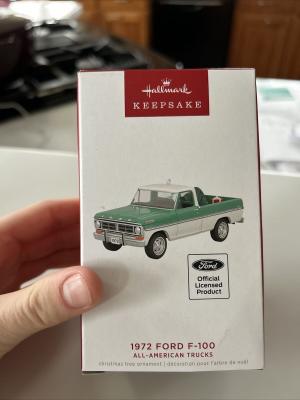 Hallmark
KEEPSAKE
Ford
Official
Licensed
Product
1972 FORD F-100
ALL-AMERICAN TRUCKS
christmas tree ornament | décoration pour l'arbre de noël